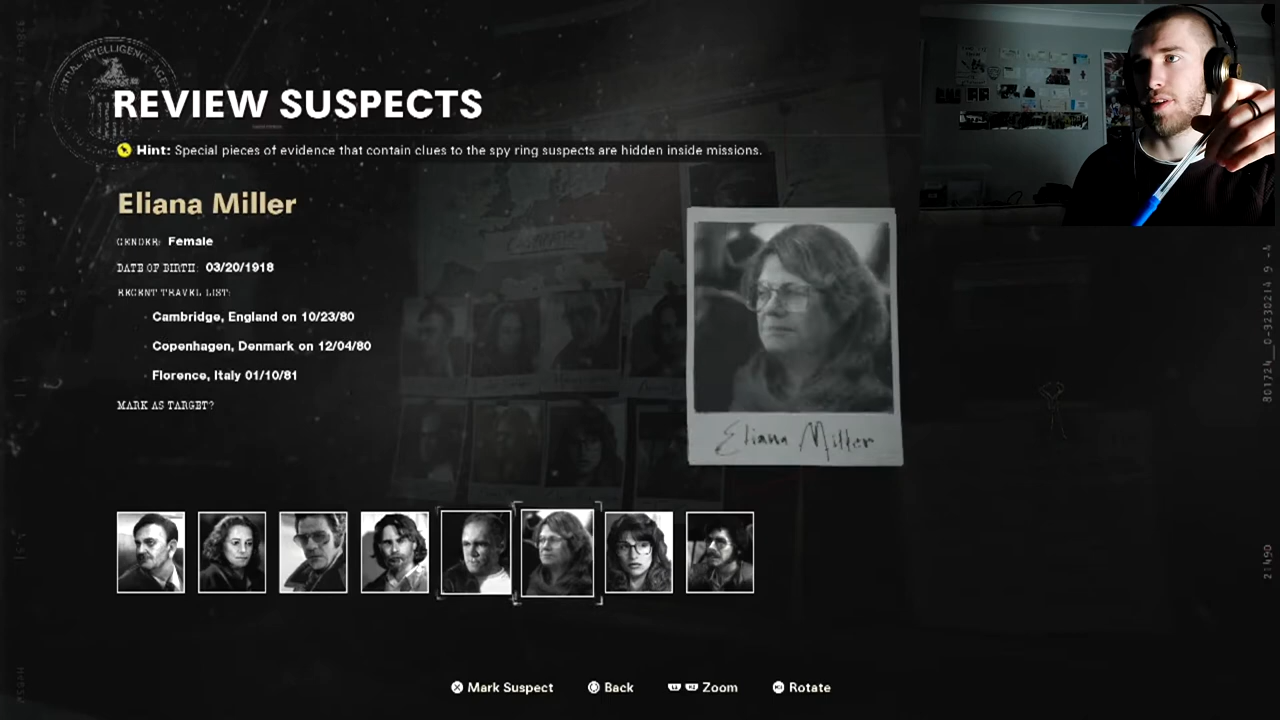 REVIEW SUSPECTS
Hint: Special pieces of evidence that contain clues to the spy ring suspects are hidden inside missions.
Eliana Miller
GENDER: Female
DATE OF BIRTH: 03/20/1918
RECENT TRAVEL LIST:
Cambridge, England on 10/23/80
Copenhagen, Denmark on 12/04/80
Florence, Italy 01/10/81
MARK AS TARGET?
Eliana Miller
Mark Suspect
Back
Zoom
Rotate